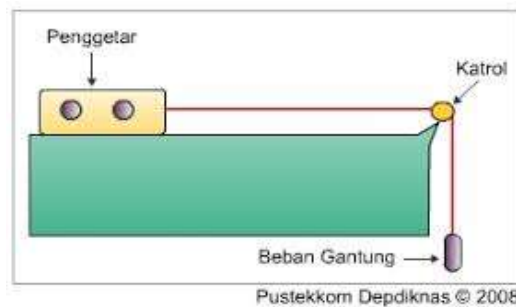 Penggetar
Katrol
Beban Gantung
Pustekkom Depdiknas © 2008